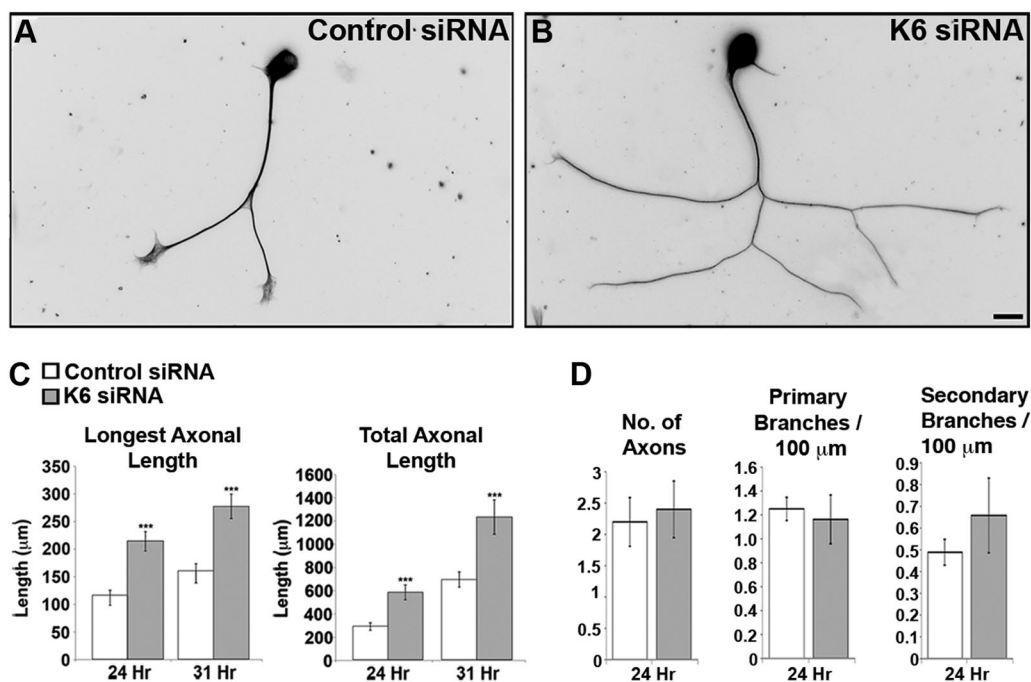 A
Control siRNA
B
K6 siRNA
C
Control siRNA
K6 siRNA
Longest Axonal
Length
Length (μm)
350
300
250
200
150
100
50
0
***
***
24 Hr
31 Hr
Total Axonal
Length
Length (μm)
1600
1400
1200
1000
800
600
400
200
0
***
***
24 Hr
31 Hr
D
No. of
Axons
3
2.5
2
1.5
1
0.5
0
24 Hr
Primary
Branches /
100 μm
1.6
1.4
1.2
1
0.8
0.6
0.4
0.2
0
24 Hr
Secondary
Branches /
100 μm
0.9
0.8
0.7
0.6
0.5
0.4
0.3
0.2
0.1
0
24 Hr